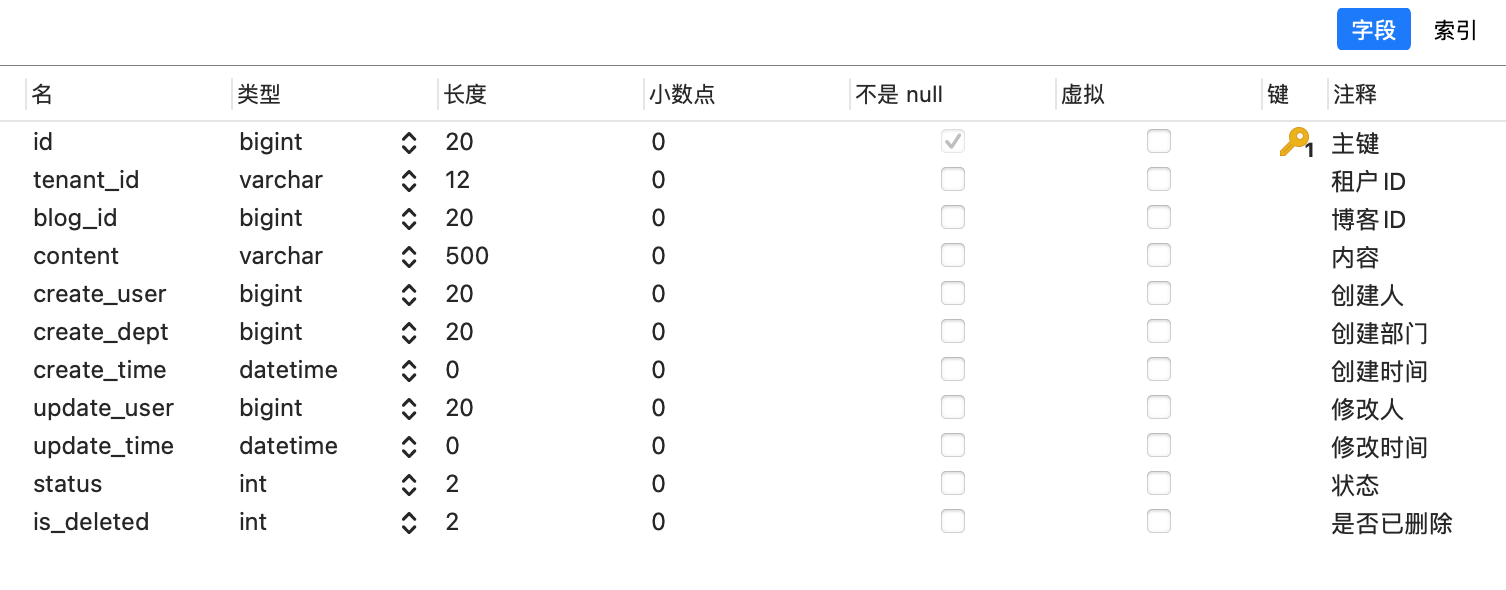 字段 索引
名 类型 长度 小数点 不是 null 虚拟 键 注释
id bigint 20 0 1 主键
tenant_id varchar 12 0 租户 ID
blog_id bigint 20 0 博客 ID
content varchar 500 0 内容
create_user bigint 20 0 创建人
create_dept bigint 20 0 创建部门
create_time datetime 0 0 创建时间
update_user bigint 20 0 修改人
update_time datetime 0 0 修改时间
status int 2 0 状态
is_deleted int 2 0 是否已删除